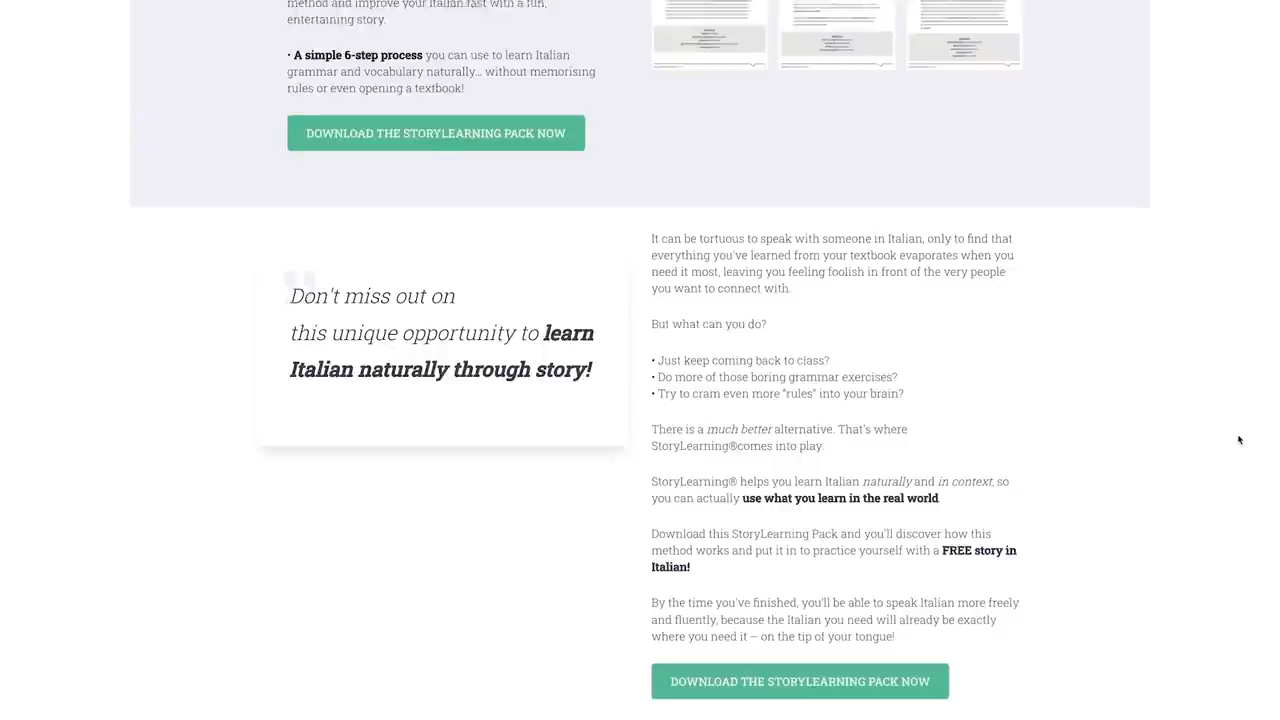 method and improve your Italian fast with a fun,
entertaining story.
• A simple 6-step process you can use to learn Italian
grammar and vocabulary naturally... without memorising
rules or even opening a textbook!
DOWNLOAD THE STORYLEARNING PACK NOW
"
Don't miss out on
this unique opportunity to learn
Italian naturally through story!
It can be tortuous to speak with someone in Italian, only to find that
everything you've learned from your textbook evaporates when you
need it most, leaving you feeling foolish in front of the very people
you want to connect with.
But what can you do?
• Just keep coming back to class?
• Do more of those boring grammar exercises?
• Try to cram even more "rules" into your brain?
There is a much better alternative. That's where
StoryLearning®comes into play.
StoryLearning® helps you learn Italian naturally and in context, so
you can actually use what you learn in the real world
Download this StoryLearning Pack and you'll discover how this
method works and put it in to practice yourself with a FREE story in
Italian!
By the time you've finished, you'll be able to speak Italian more freely
and fluently, because the Italian you need will already be exactly
where you need it – on the tip of your tongue!
DOWNLOAD THE STORYLEARNING PACK NOW